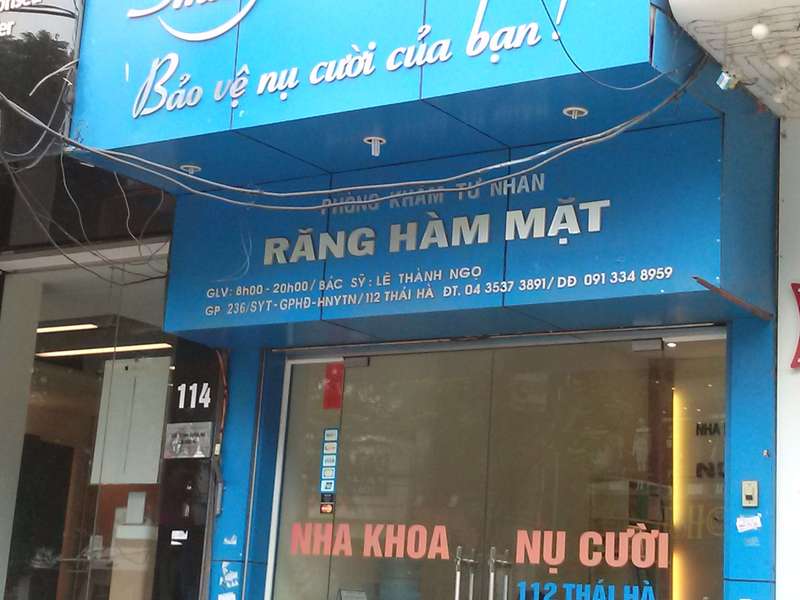 Bảo vệ nụ cười của bạn!
PHÒNG KHÁM TƯ NHÂN
RĂNG HÀM MẶT
GLV: 8h00 - 20h00/ BÁC SỸ: LÊ THÀNH NGỌ
GP 236/SYT-GPHĐ-HNYTN/112 THÁI HÀ ĐT. 04 3537 3891/ DĐ 091 334 8959
114
NHA KHOA NỤ CƯỜI
112 THÁI HÀ
NHA